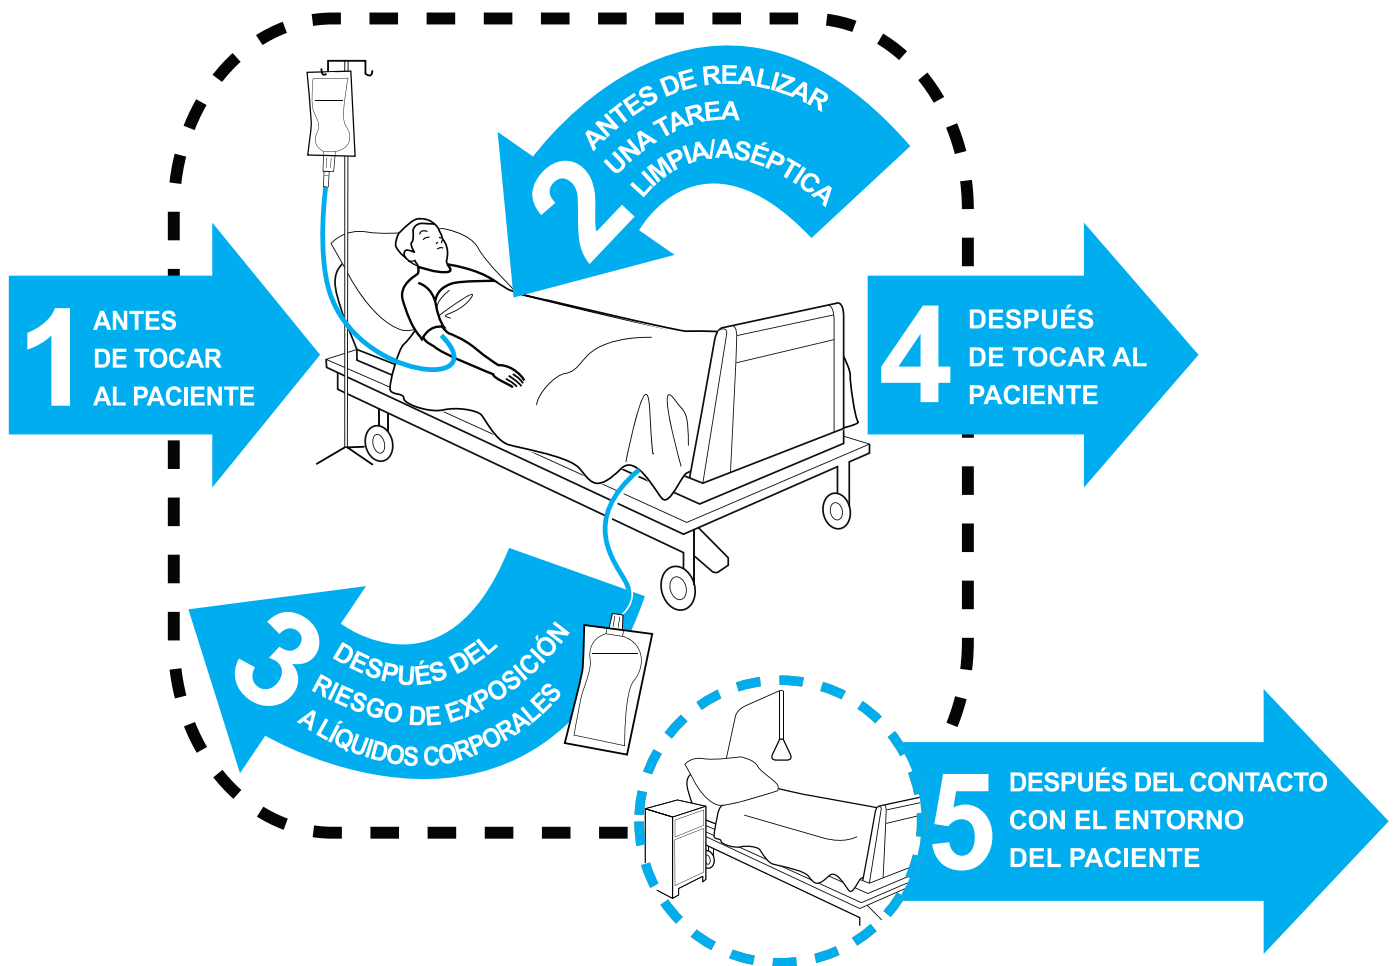 1
ANTES
DE TOCAR
AL PACIENTE
2
ANTES DE REALIZAR
UNA TAREA
LIMPIA/ASÉPTICA
3
DESPUÉS DEL
RIESGO DE EXPOSICIÓN
A LÍQUIDOS CORPORALES
4
DESPUÉS
DE TOCAR AL
PACIENTE
5
DESPUÉS DEL CONTACTO
CON EL ENTORNO
DEL PACIENTE